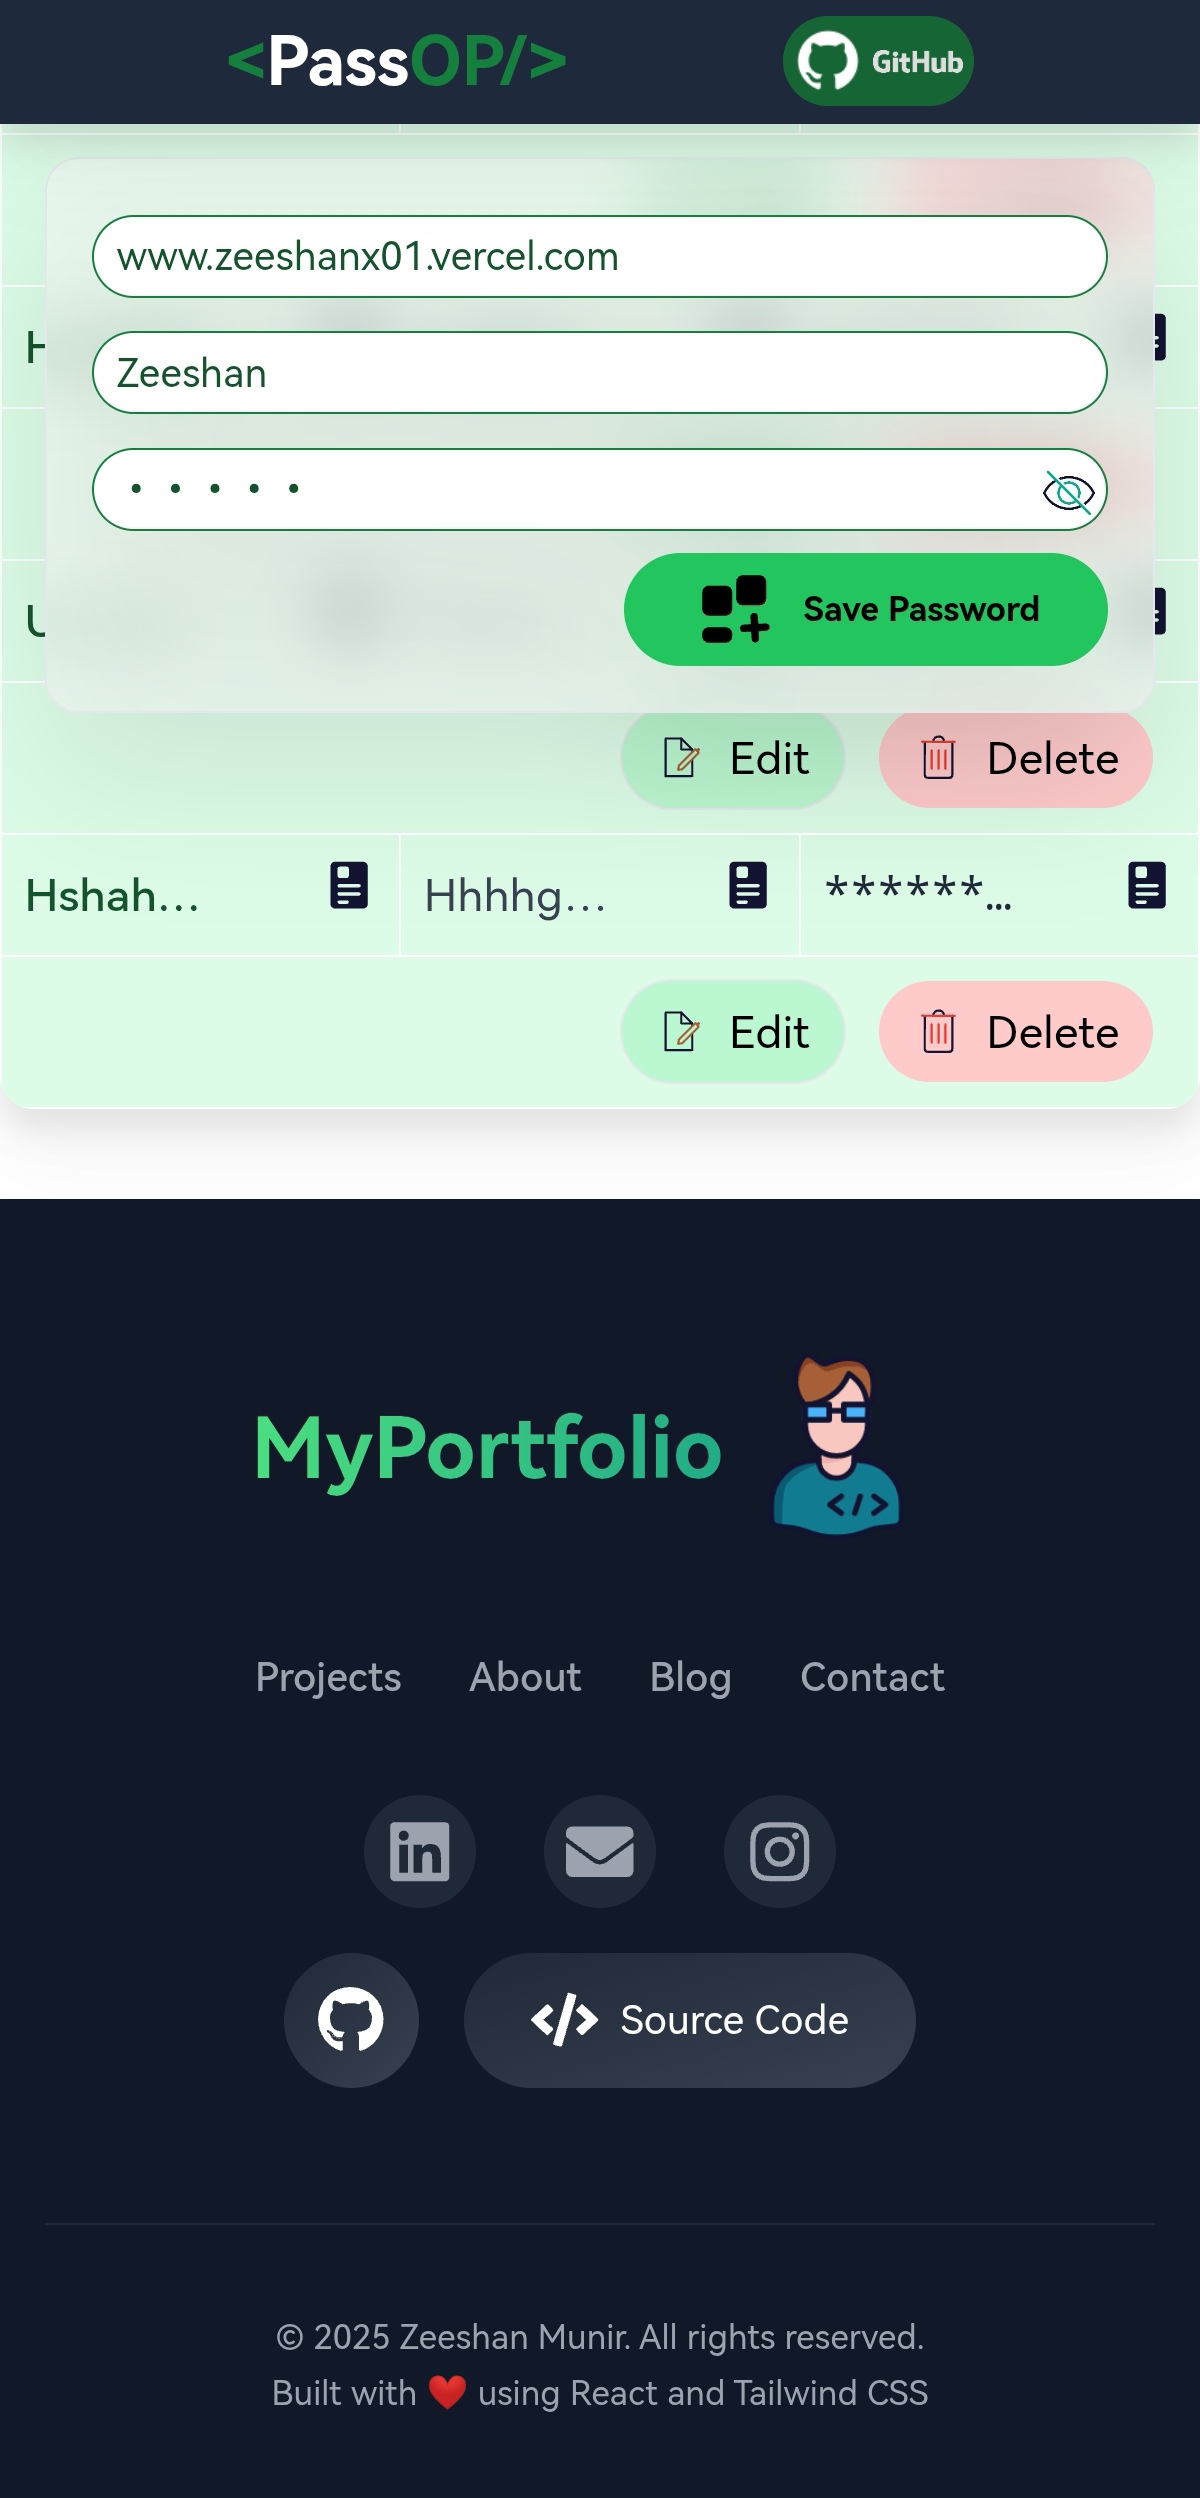 <PassOP/>
GitHub
www.zeeshanx01.vercel.com
Zeeshan
• • • • •
Save Password
Edit Delete
Hshah... Hhhhg... ******...
Edit Delete
MyPortfolio
</>
Projects About Blog Contact
in
</> Source Code
© 2025 Zeeshan Munir. All rights reserved.
Built with ❤️ using React and Tailwind CSS